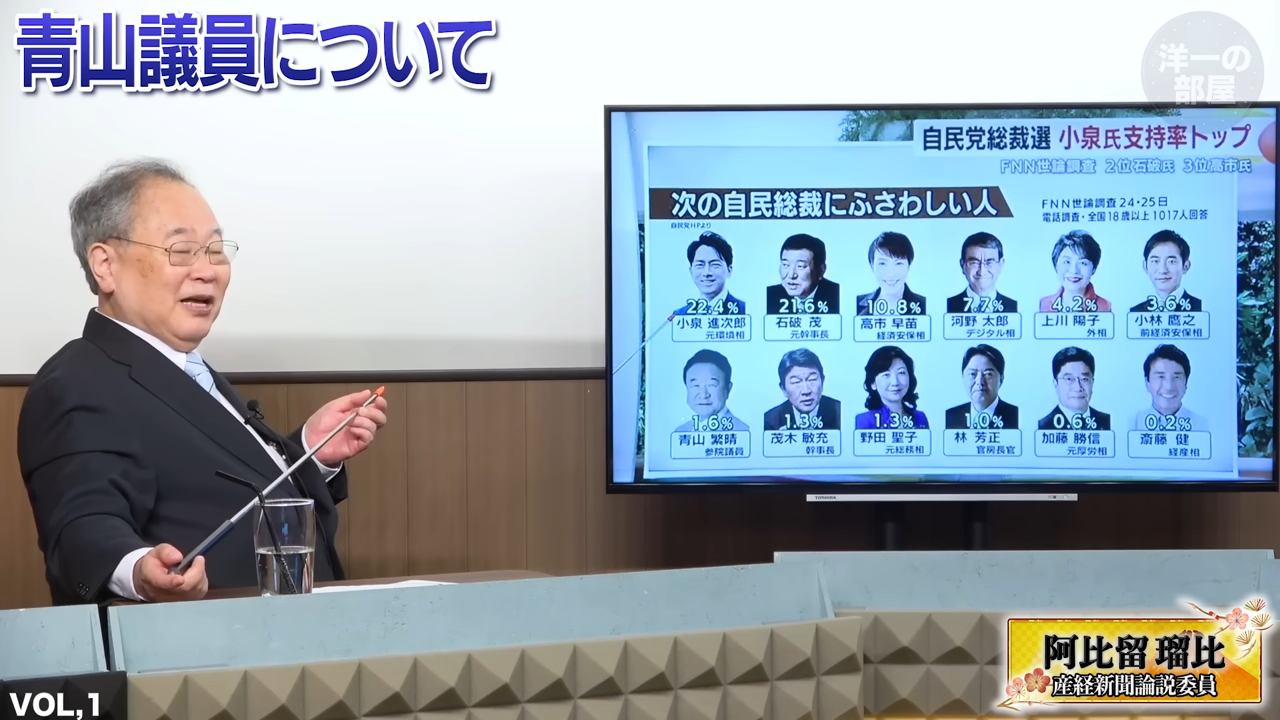 青山議員について
洋一の
部屋
自民党総裁選 小泉氏支持率トップ
FNN世論調査 2位石破氏 3位高市氏
次の自民総裁にふさわしい人
自民党HPより
FNN世論調査24・25日
電話調査・全国18歳以上1017人回答
22.4% 21.6% 10.8% 7.7% 4.2% 3.6%
小泉 進次郎 石破 茂 高市 早苗 河野 太郎 上川 陽子 小林 鷹之
元環境相 元幹事長 経済安保相 デジタル相 外相 前経済安保相
1.6% 1.3% 1.3% 1.0% 0.6% 0.2%
青山 繁晴 茂木 敏充 野田 聖子 林 芳正 加藤 勝信 斎藤 健
参院議員 幹事長 元総務相 官房長官 元厚労相 経産相
TOSHIBA
阿比留 瑠比
産経新聞論説委員
VOL,1